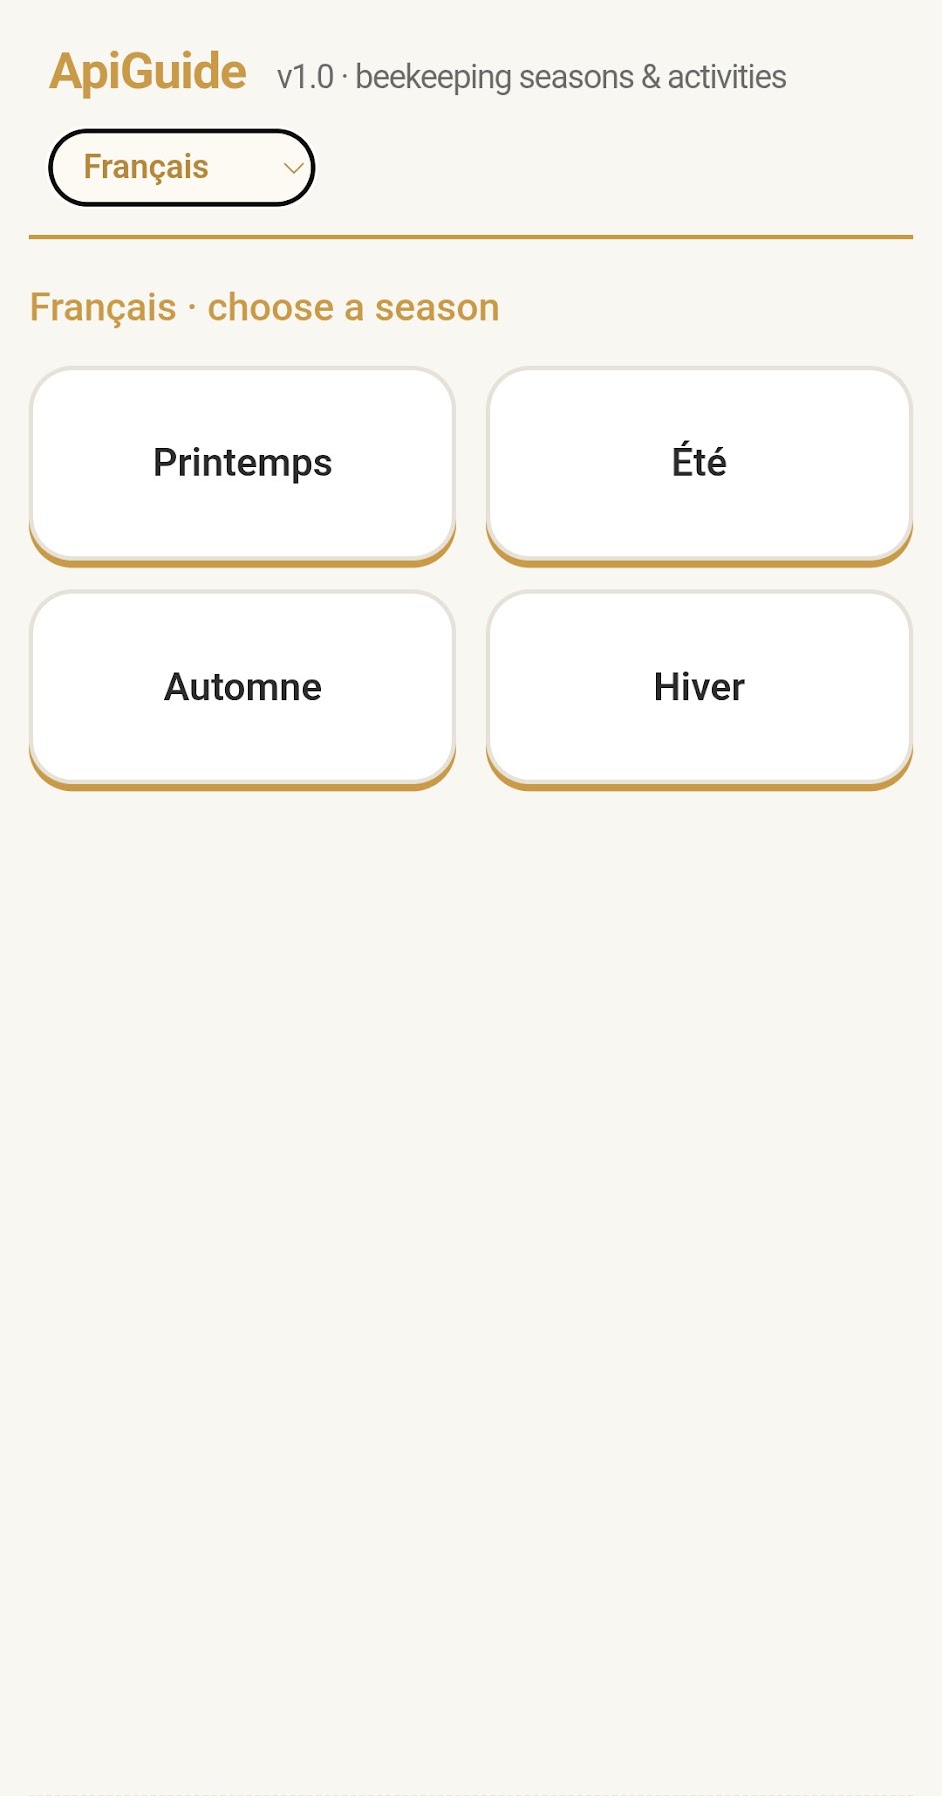 ApiGuide v1.0 · beekeeping seasons & activities
Français
Français · choose a season
Printemps
Été
Automne
Hiver